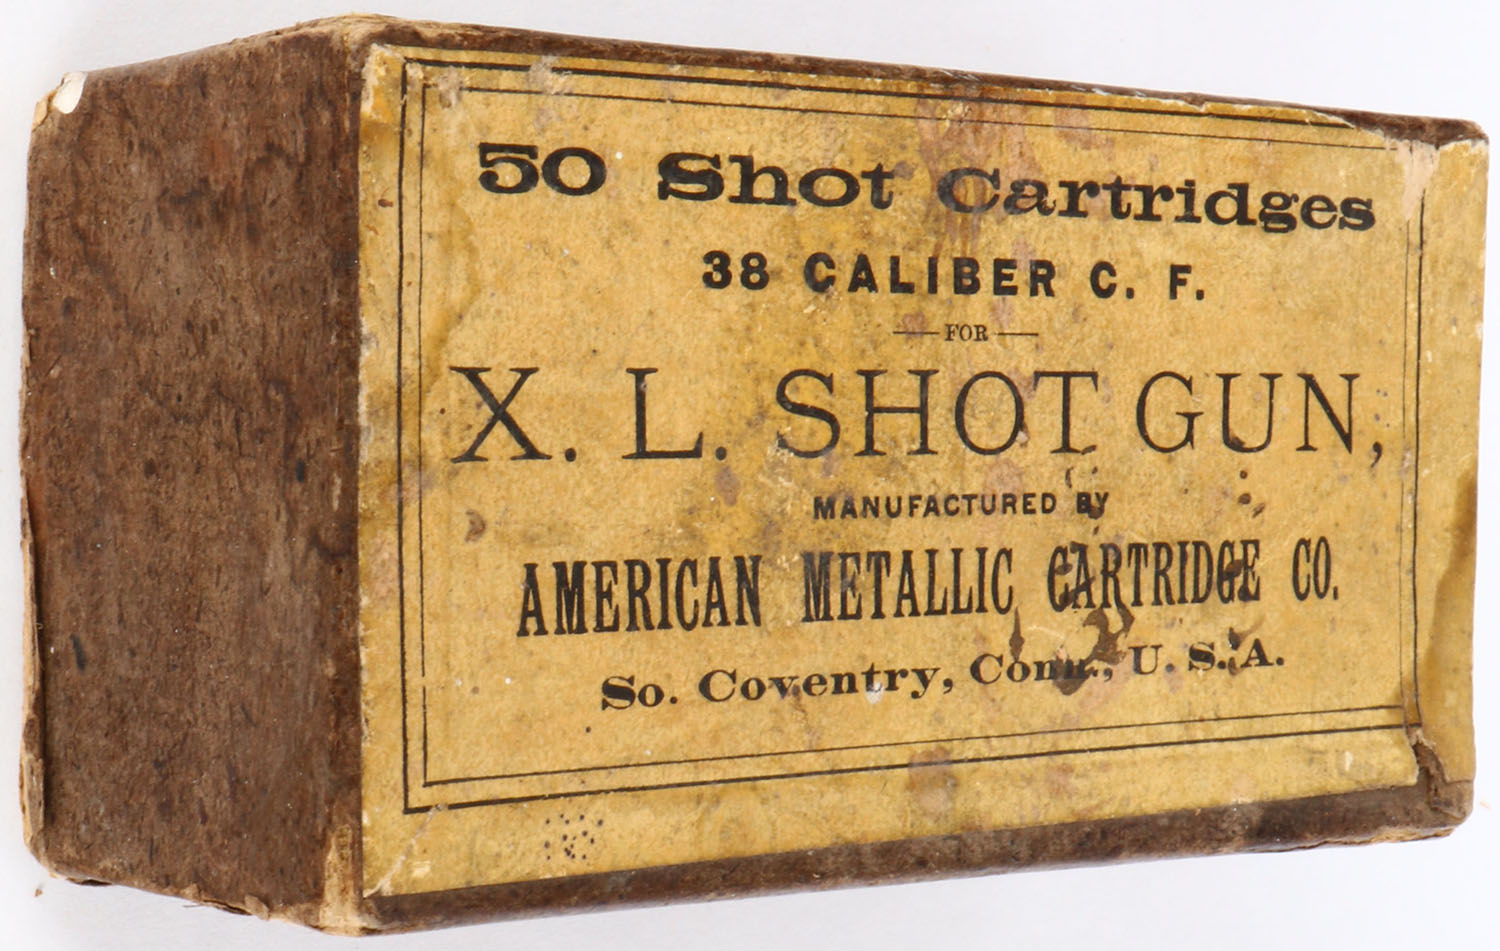 50 Shot Cartridges
38 CALIBER C. F.
FOR
X. L. SHOT GUN,
MANUFACTURED BY
AMERICAN METALLIC CARTRIDGE CO.
So. Coventry, Conn., U. S. A.